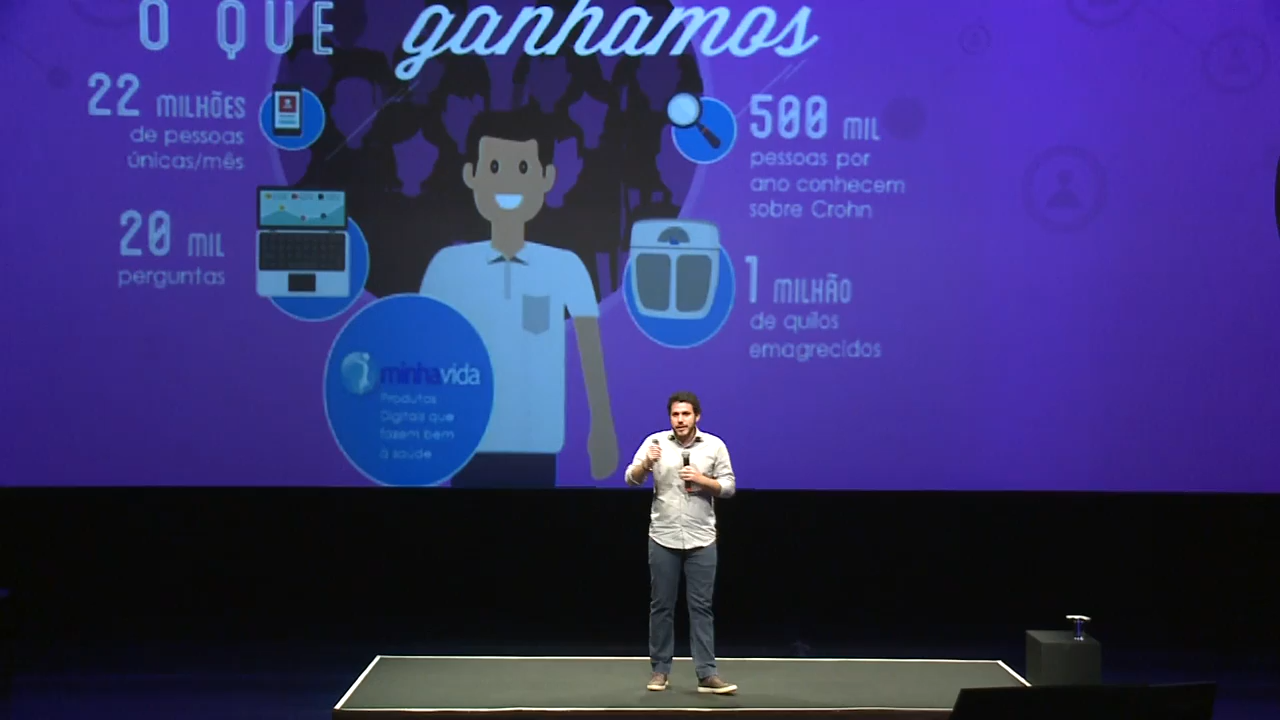 O QUE ganhamos
22 MILHÕES
de pessoas
únicas/mês
20 MIL
perguntas
minhavida
Produtos
Digitais que
fazem bem
à saúde
500 MIL
pessoas por
ano conhecem
sobre Crohn
1 MILHÃO
de quilos
emagrecidos